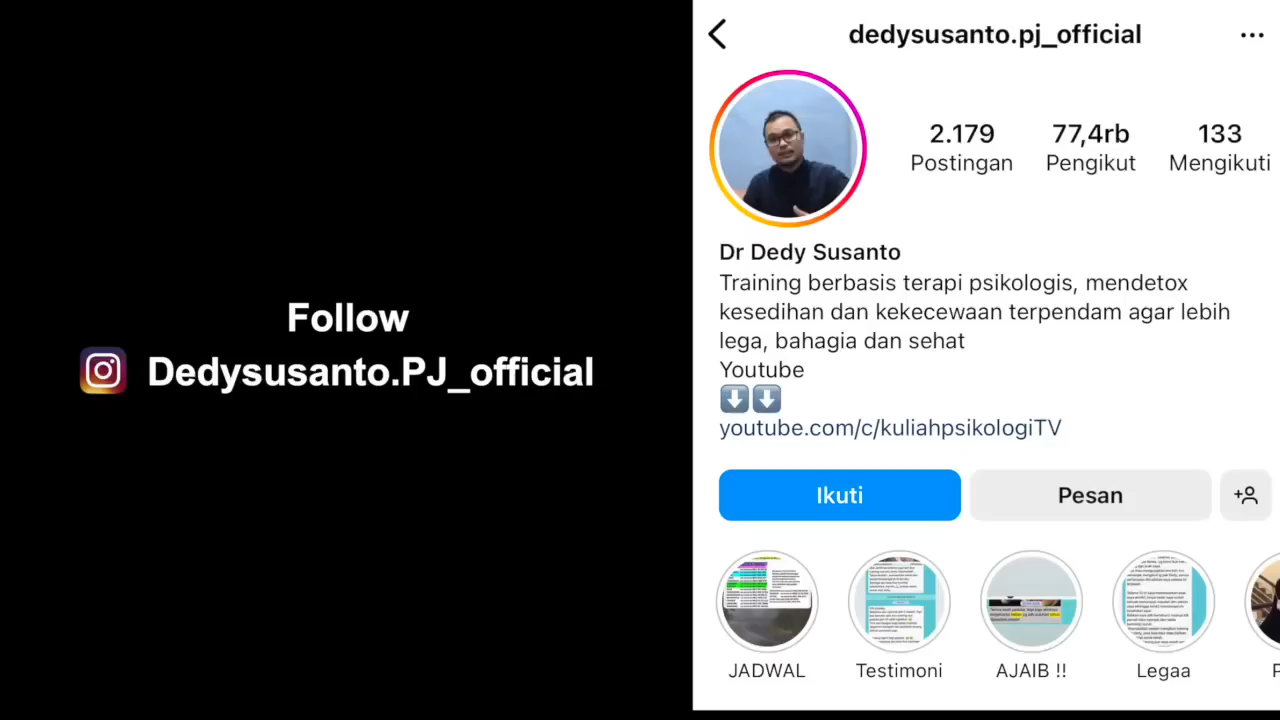 Follow
Dedysusanto.PJ_official
dedysusanto.pj_official
2.179
77,4rb
133
Postingan
Pengikut
Mengikuti
Dr Dedy Susanto
Training berbasis terapi psikologis, mendetox
kesedihan dan kekecewaan terpendam agar lebih
lega, bahagia dan sehat
Youtube
youtube.com/c/kuliahpsikologiTV
Ikuti
Pesan
JADWAL
Testimoni
AJAIB !!
Legaa